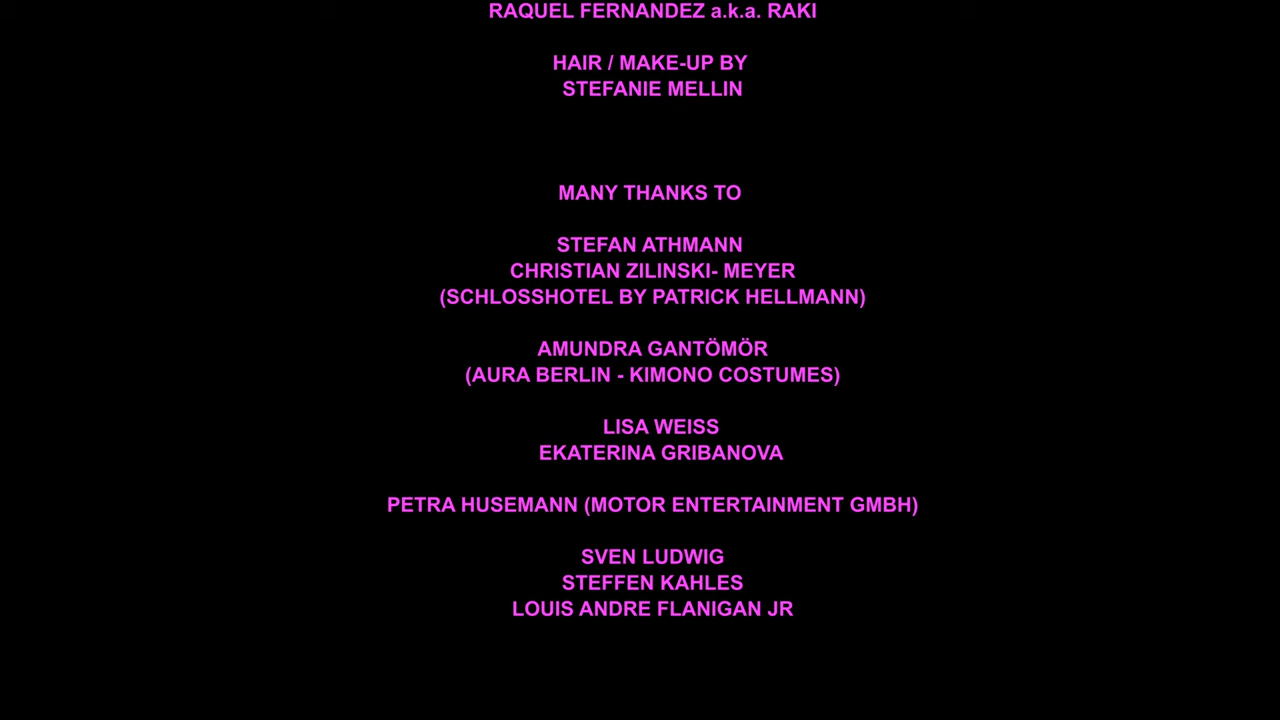 RAQUEL FERNANDEZ a.k.a. RAKI
HAIR / MAKE-UP BY
STEFANIE MELLIN
MANY THANKS TO
STEFAN ATHMANN
CHRISTIAN ZILINSKI- MEYER
(SCHLOSSHOTEL BY PATRICK HELLMANN)
AMUNDRA GANTÖMÖR
(AURA BERLIN - KIMONO COSTUMES)
LISA WEISS
EKATERINA GRIBANOVA
PETRA HUSEMANN (MOTOR ENTERTAINMENT GMBH)
SVEN LUDWIG
STEFFEN KAHLES
LOUIS ANDRE FLANIGAN JR